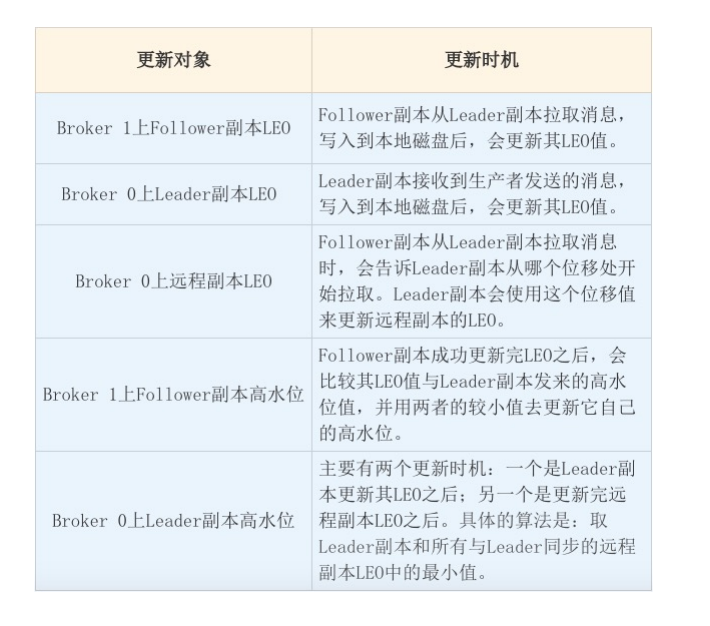 更新对象
更新时机
Broker 1上Follower副本LEO
Follower副本从Leader副本拉取消息,
写入到本地磁盘后，会更新其LEO值。
Broker 0上Leader副本LEO
Leader副本接收到生产者发送的消息,
写入到本地磁盘后，会更新其LEO值。
Broker 0上远程副本LEO
Follower副本从Leader副本拉取消息
时，会告诉Leader副本从哪个位移处开
始拉取。Leader副本会使用这个位移值
来更新远程副本的LEO。
Broker 1上Follower副本高水位
Follower副本成功更新完LEO之后，会
比较其LEO值与Leader副本发来的高水
位值，并用两者的较小值去更新它自己
的高水位。
Broker 0上Leader副本高水位
主要有两个更新时机：一个是Leader副
本更新其LEO之后；另一个是更新完远
程副本LEO之后。具体的算法是：取
Leader副本和所有与Leader同步的远程
副本LEO中的最小值。